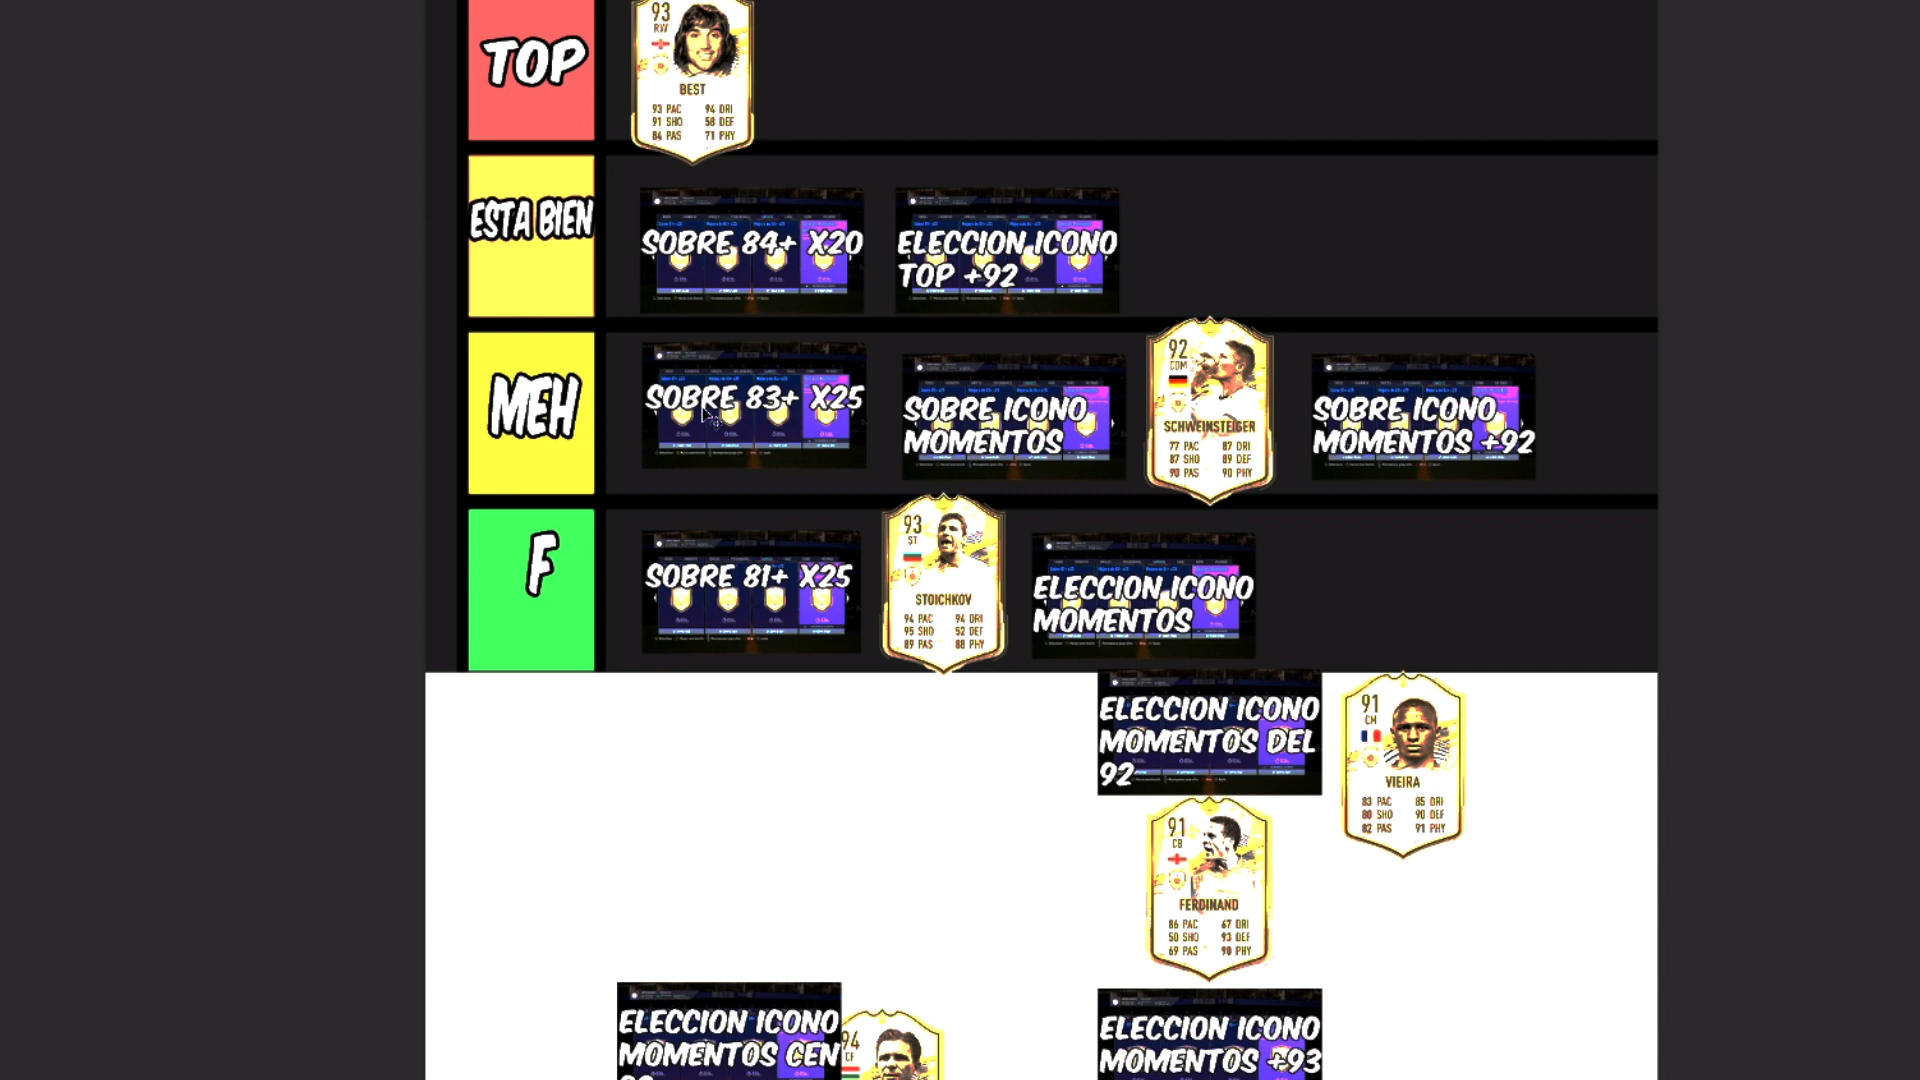 TOP
93
RW
BEST
93 PAC 94 DRI
91 SHO 58 DEF
84 PAS 71 PHY
ESTA BIEN
SOBRE 84+ X20
ELECCION ICONO
TOP +92
MEH
SOBRE 83+ X25
SOBRE ICONO
MOMENTOS
92
CDM
SCHWEINSTEIGER
77 PAC 87 DRI
87 SHO 89 DEF
90 PAS 90 PHY
SOBRE ICONO
MOMENTOS +92
F
SOBRE 81+ X25
93
ST
STOICHKOV
94 PAC 94 DRI
95 SHO 52 DEF
89 PAS 88 PHY
ELECCION ICONO
MOMENTOS
ELECCION ICONO
MOMENTOS DEL
92
91
CM
VIEIRA
83 PAC 85 DRI
80 SHO 90 DEF
82 PAS 91 PHY
91
CB
FERDINAND
86 PAC 67 DRI
50 SHO 93 DEF
69 PAS 90 PHY
ELECCION ICONO
MOMENTOS CEN
94
CF
ELECCION ICONO
MOMENTOS +93